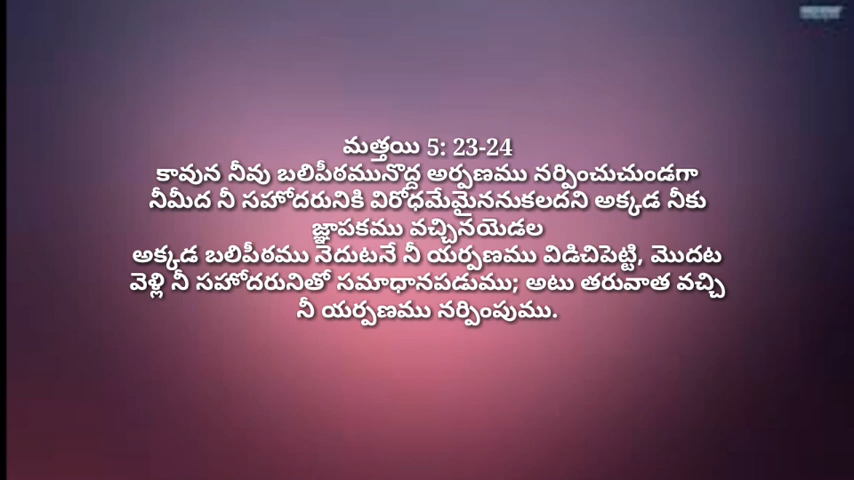 మత్తయి 5: 23-24
కావున నీవు బలిపీఠమునొద్ద అర్పణము నర్పించుచుండగా
నీమీద నీ సహోదరునికి విరోధమేమైననుకలదని అక్కడ నీకు
జ్ఞాపకము వచ్చినయెడల
అక్కడ బలిపీఠము నెదుటనే నీ యర్పణము విడిచిపెట్టి, మొదట
వెళ్లి నీ సహోదరునితో సమాధానపడుము; అటు తరువాత వచ్చి
నీ యర్పణము నర్పింపుము.